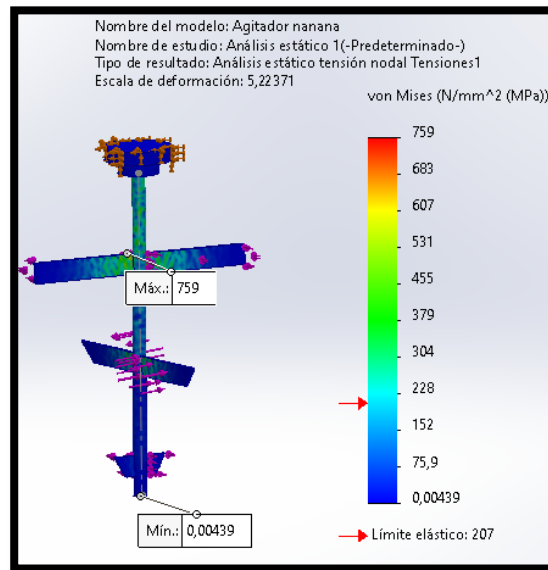 Nombre del modelo: Agitador nanana
Nombre de estudio: Análisis estático 1(-Predeterminado-)
Tipo de resultado: Análisis estático tensión nodal Tensiones1
Escala de deformación: 5,22371
von Mises (N/mm^2 (MPa))
759
683
607
531
455
379
304
228
152
75,9
0,00439
Límite elástico: 207
Máx.: 759
Mín.: 0,00439